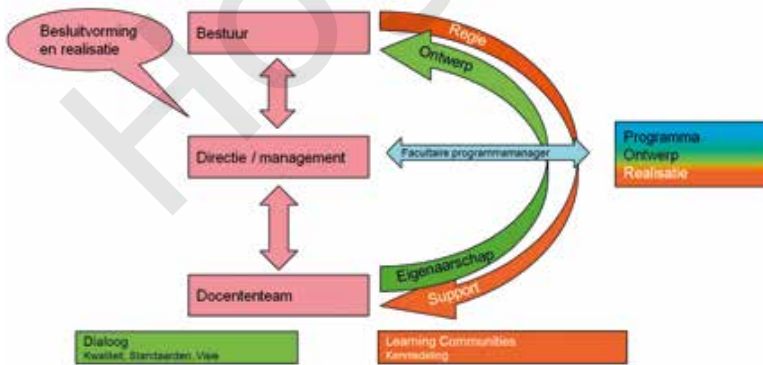 Besluitvorming
en realisatie
Bestuur
Regie
Ontwerp
Directie / management
Facultaire programmamanager
Programma
Ontwerp
Realisatie
Eigenaarschap
Support
Docententeam
Dialoog
Kwaliteit, Standaarden, Visie
Learning Communities
Kennisdeling